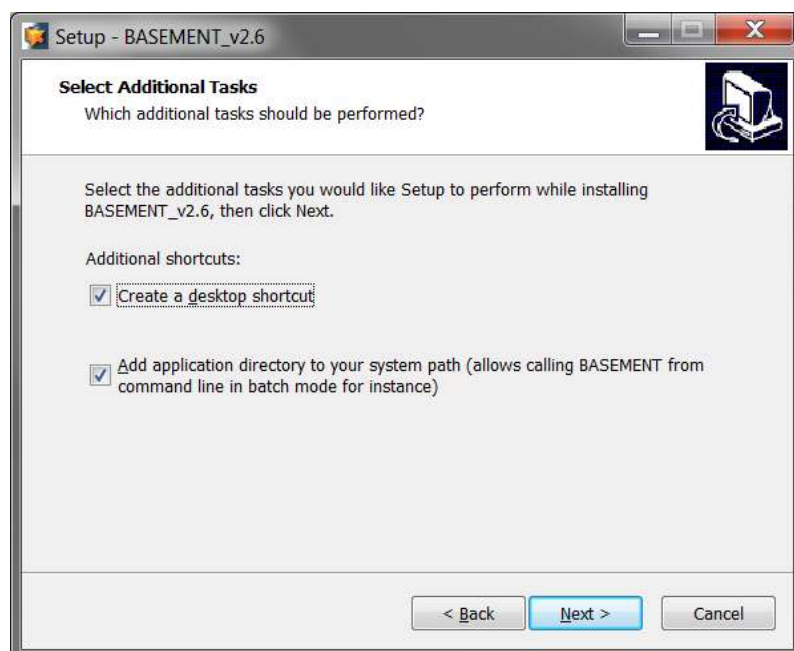 Setup - BASEMENT_v2.6
Select Additional Tasks
Which additional tasks should be performed?
Select the additional tasks you would like Setup to perform while installing
BASEMENT_v2.6, then click Next.
Additional shortcuts:
Create a desktop shortcut
Add application directory to your system path (allows calling BASEMENT from
command line in batch mode for instance)
< Back
Next >
Cancel